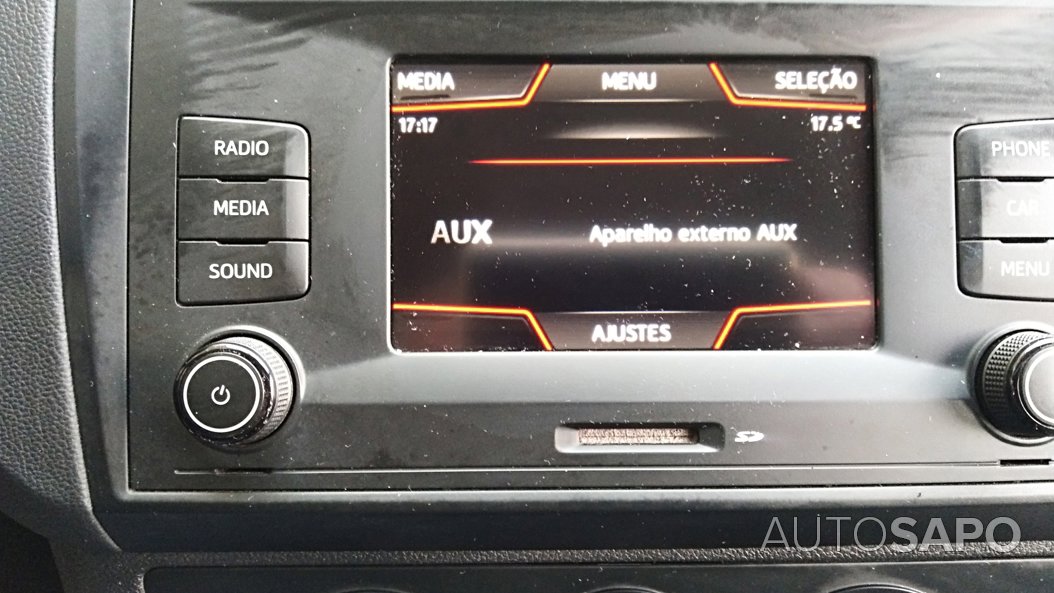 MEDIA MENU SELEÇÃO
17:17 17.5 °C
RADIO
MEDIA
SOUND
AUX Aparelho externo AUX
AJUSTES
PHONE
CAR
MENU
SD
AUTOSAPO